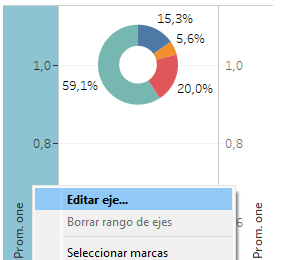 15,3%
5,6%
59,1%
20,0%
1,0
1,0
0,8
0,8
Editar eje...
Borrar rango de ejes
6
Seleccionar marcas
Prom. one
Prom. one